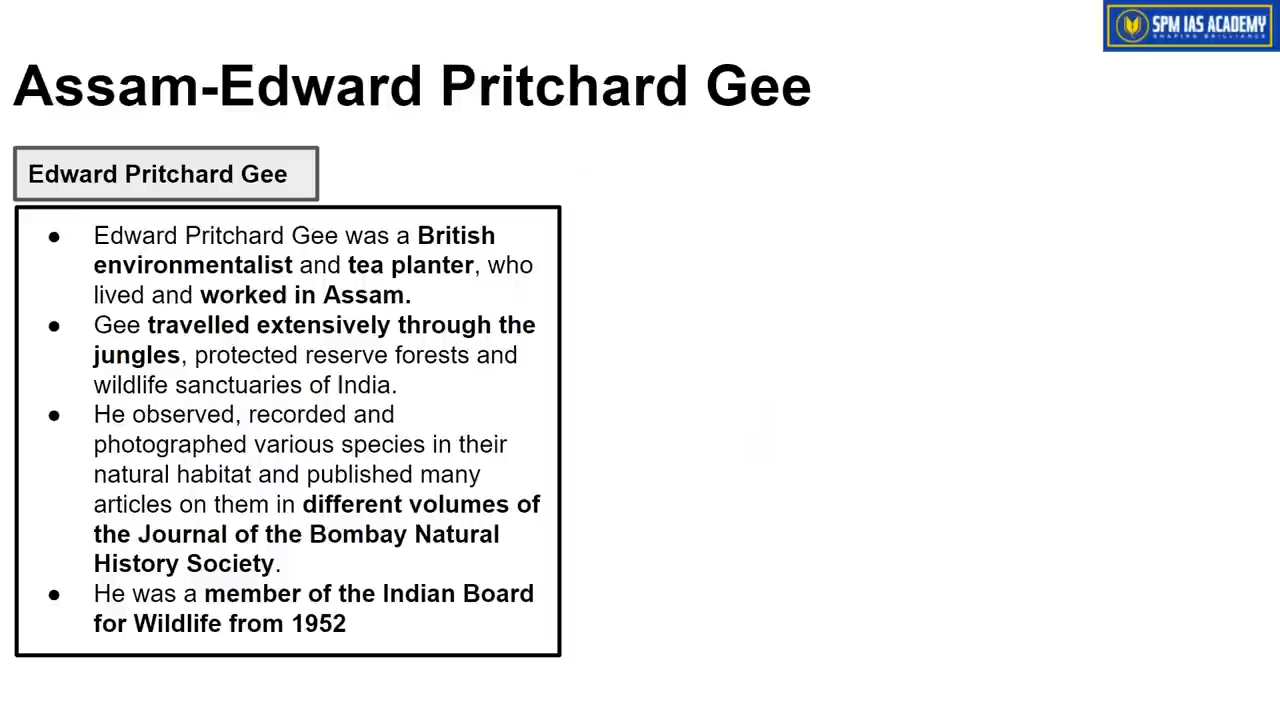 SPM IAS ACADEMY
SHAPING BRILLIANCE
Assam-Edward Pritchard Gee
Edward Pritchard Gee
● Edward Pritchard Gee was a British
environmentalist and tea planter, who
lived and worked in Assam.
● Gee travelled extensively through the
jungles, protected reserve forests and
wildlife sanctuaries of India.
● He observed, recorded and
photographed various species in their
natural habitat and published many
articles on them in different volumes of
the Journal of the Bombay Natural
History Society.
● He was a member of the Indian Board
for Wildlife from 1952